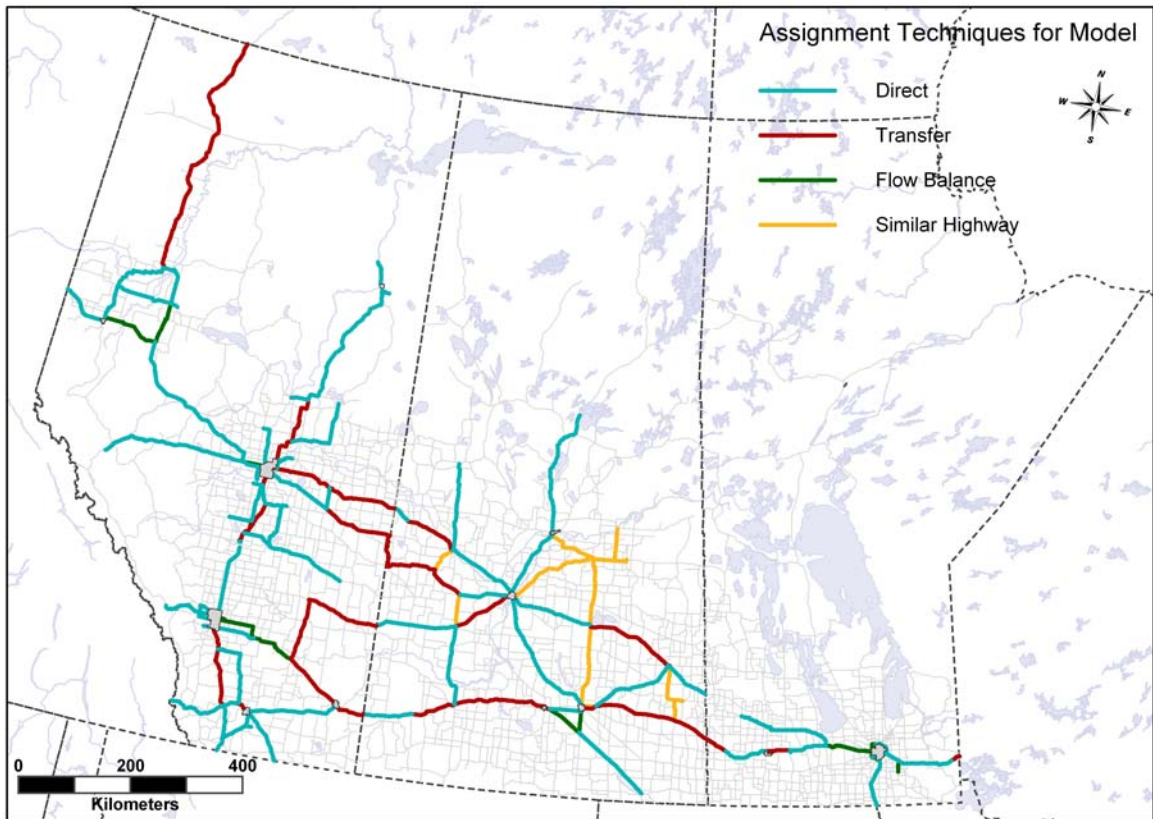 Assignment Techniques for Model
Direct
Transfer
Flow Balance
Similar Highway
N
W E
S
0 200 400
Kilometers